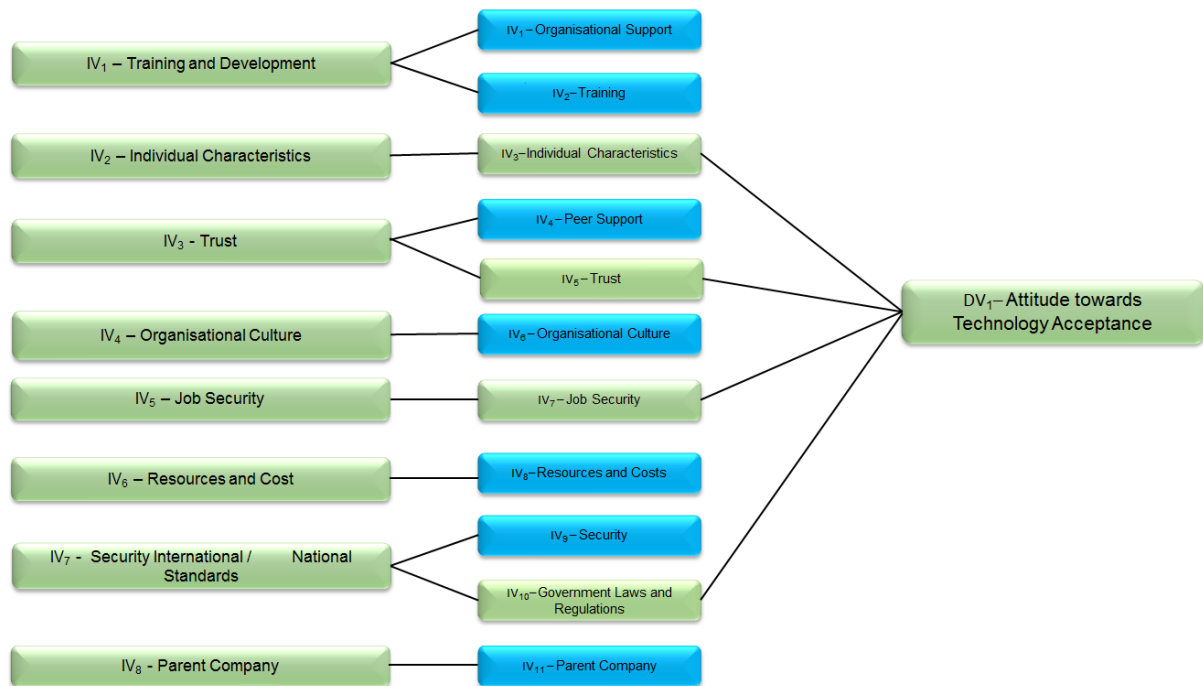 IV₁ – Training and Development
IV₂ – Individual Characteristics
IV₃ - Trust
IV₄ – Organisational Culture
IV₅ – Job Security
IV₆ – Resources and Cost
IV₇ - Security International / National
Standards
IV₈ - Parent Company
IV₁–Organisational Support
IV₂–Training
IV₃–Individual Characteristics
IV₄–Peer Support
IV₅–Trust
IV₆–Organisational Culture
IV₇–Job Security
IV₈–Resources and Costs
IV₉–Security
IV₁₀–Government Laws and
Regulations
IV₁₁–Parent Company
DV₁– Attitude towards
Technology Acceptance